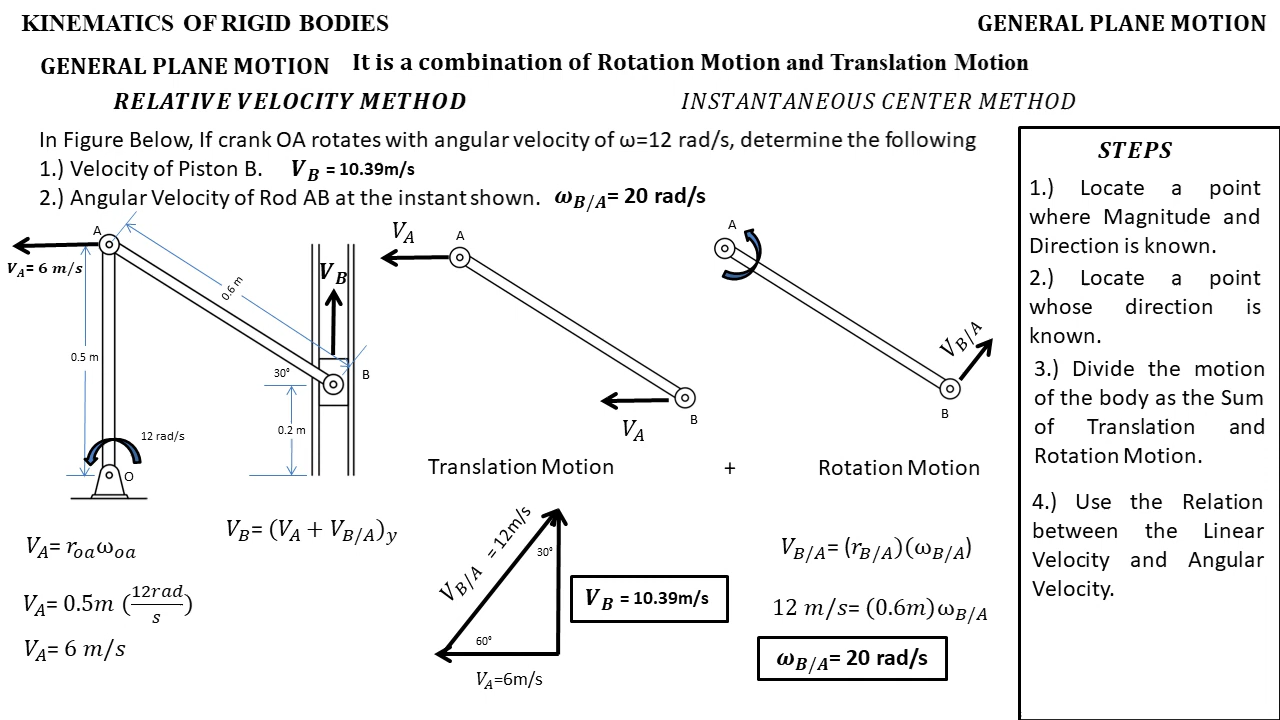 KINEMATICS OF RIGID BODIES
GENERAL PLANE MOTION
GENERAL PLANE MOTION It is a combination of Rotation Motion and Translation Motion
RELATIVE VELOCITY METHOD
INSTANTANEOUS CENTER METHOD
In Figure Below, If crank OA rotates with angular velocity of ω=12 rad/s, determine the following
1.) Velocity of Piston B. V_B = 10.39m/s
2.) Angular Velocity of Rod AB at the instant shown. ω_B/A= 20 rad/s
A
V_A= 6 m/s
0.6 m
V_B
0.5 m
30⁰
B
0.2 m
12 rad/s
O
V_A
A
V_A
B
Translation Motion
+
A
V_B/A
B
Rotation Motion
V_A= r_oa ω_oa
V_A= 0.5m (12rad/s)
V_A= 6 m/s
V_B= (V_A + V_B/A)_y
V_B/A = 12m/s
30⁰
60⁰
V_A=6m/s
V_B = 10.39m/s
V_B/A= (r_B/A)(ω_B/A)
12 m/s= (0.6m)ω_B/A
ω_B/A= 20 rad/s
STEPS
1.) Locate a point
where Magnitude and
Direction is known.
2.) Locate a point
whose direction is
known.
3.) Divide the motion
of the body as the Sum
of Translation and
Rotation Motion.
4.) Use the Relation
between the Linear
Velocity and Angular
Velocity.